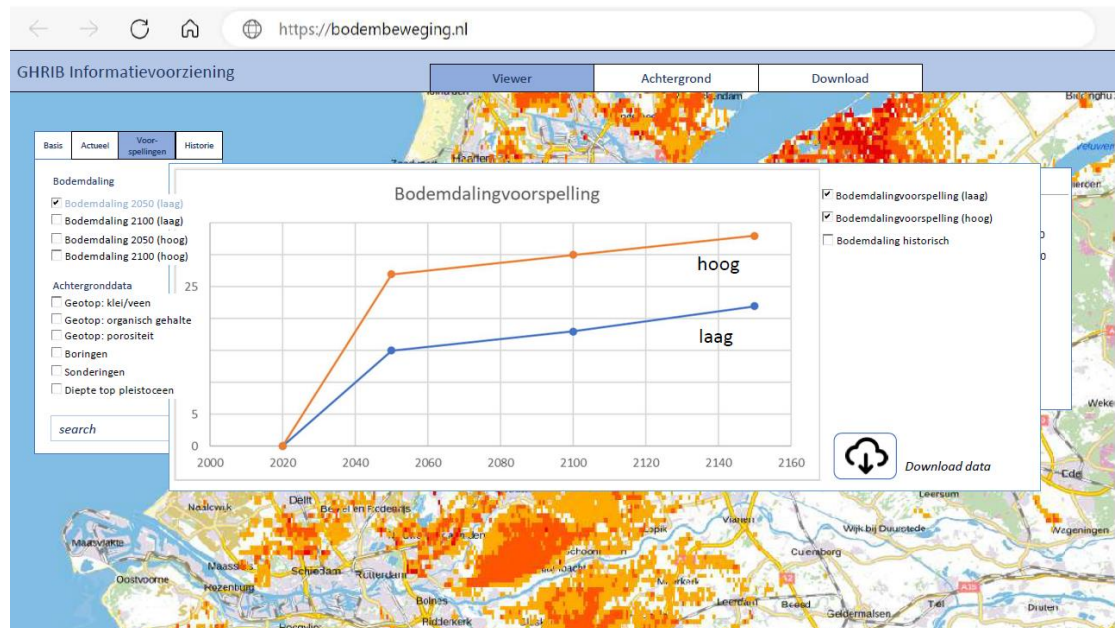 https://bodembeweging.nl
GHRIB Informatievoorziening
Viewer
Achtergrond
Download
Basis
Actueel
Voor-
spellingen
Historie
Bodemdaling
Bodemdaling 2050 (laag)
Bodemdaling 2100 (laag)
Bodemdaling 2050 (hoog)
Bodemdaling 2100 (hoog)
Achtergronddata
Geotop: klei/veen
Geotop: organisch gehalte
Geotop: porositeit
Boringen
Sonderingen
Diepte top pleistoceen
search
Bodemdalingvoorspelling
25
5
0
hoog
laag
2000 2020 2040 2060 2080 2100 2120 2140 2160
Bodemdalingvoorspelling (laag)
Bodemdalingvoorspelling (hoog)
Bodemdaling historisch
Download data
Naaldwijk
Delft
Maasvlakte
Oostvoorne
Rozenburg
Schiedam
Rotterdam
Bolnes
Ridderkerk
Vianen
Culemborg
Wijk bij Duurstede
Leersum
Ede
Wageningen
Leerdam
Beesd
Geldermalsen
Tiel
Druten
A15